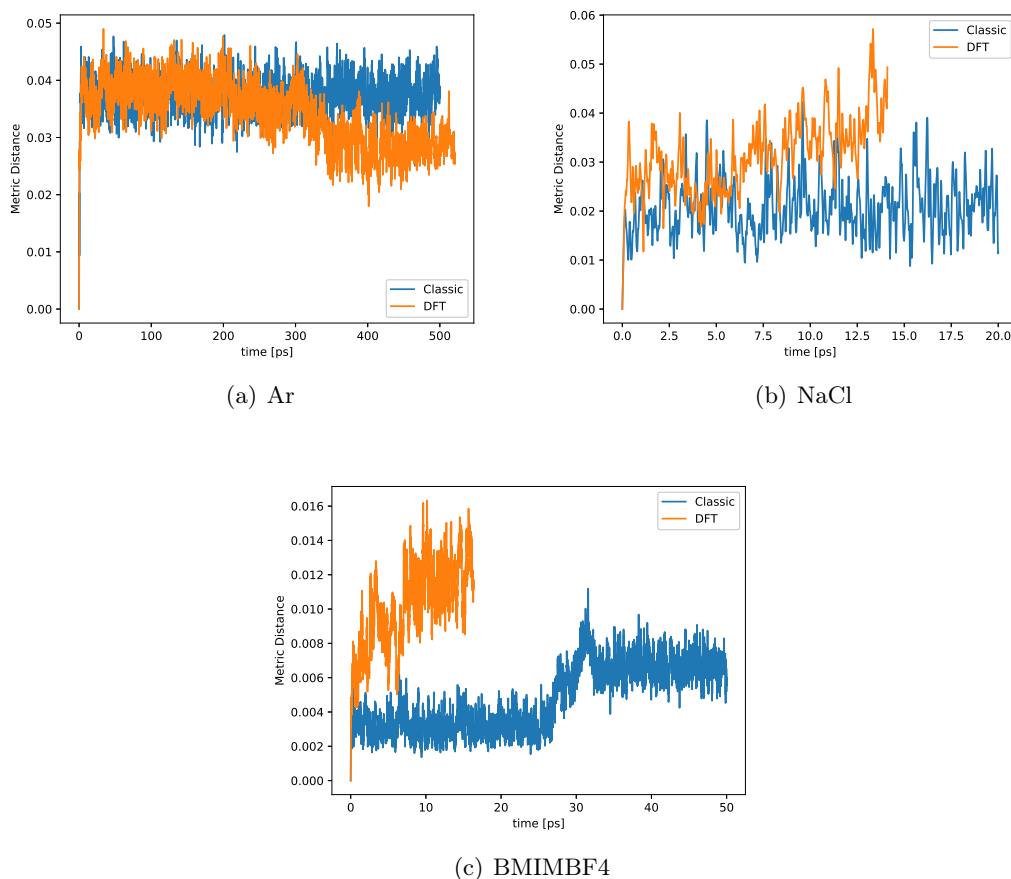 0.05
0.04
0.03
0.02
0.01
0.00
Metric Distance
Classic
DFT
0 100 200 300 400 500
time [ps]
(a) Ar
0.06
0.05
0.04
0.03
0.02
0.01
0.00
Metric Distance
Classic
DFT
0.0 2.5 5.0 7.5 10.0 12.5 15.0 17.5 20.0
time [ps]
(b) NaCl
0.016
0.014
0.012
0.010
0.008
0.006
0.004
0.002
0.000
Metric Distance
Classic
DFT
0 10 20 30 40 50
time [ps]
(c) BMIMBF4